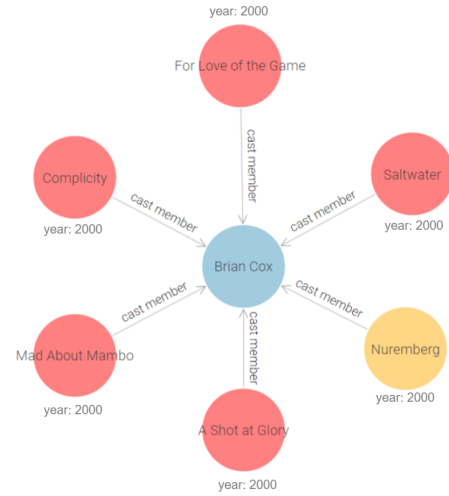 year: 2000
For Love of the Game
cast member
Complicity
year: 2000
cast member
Saltwater
year: 2000
cast member
Brian Cox
Mad About Mambo
year: 2000
cast member
Nuremberg
year: 2000
cast member
cast member
A Shot at Glory
year: 2000